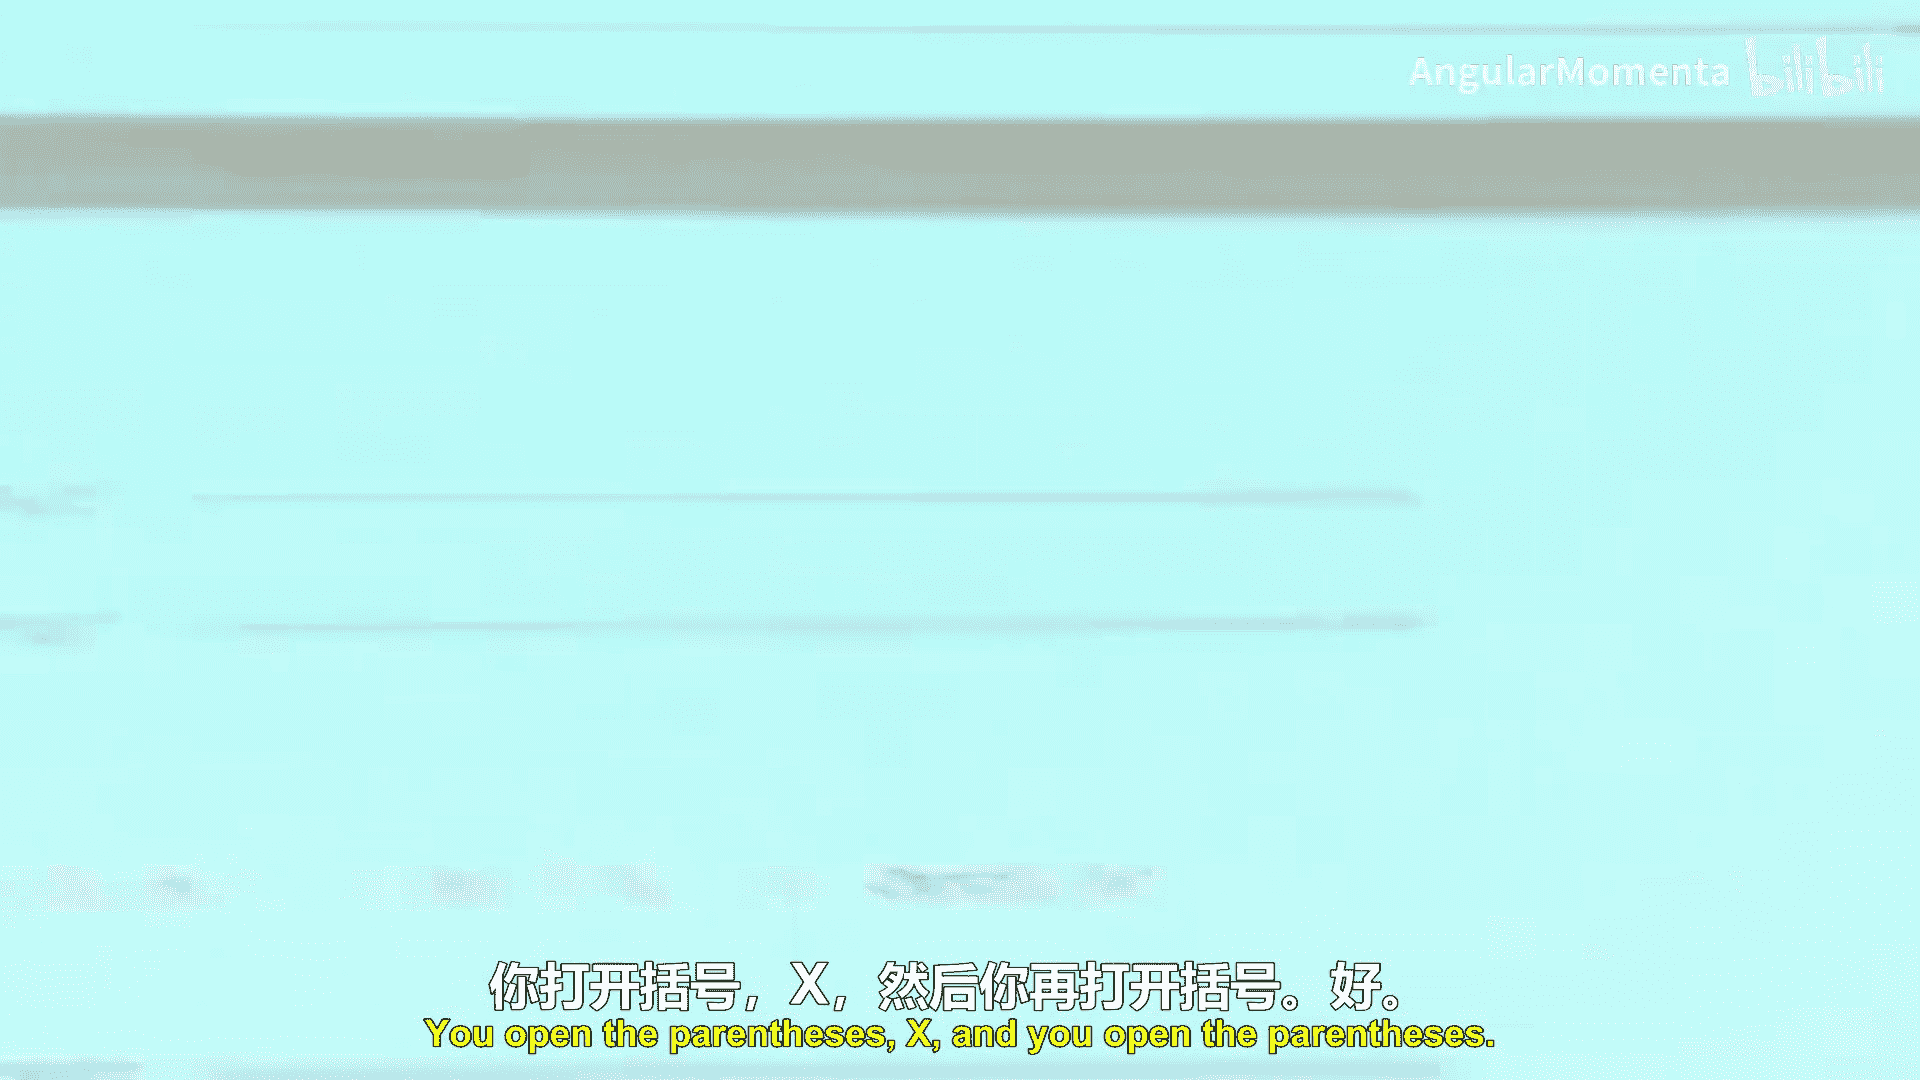 AngularMomenta bilibili
你打开括号，X，然后你再打开括号。好。
You open the parentheses, X, and you open the parentheses.